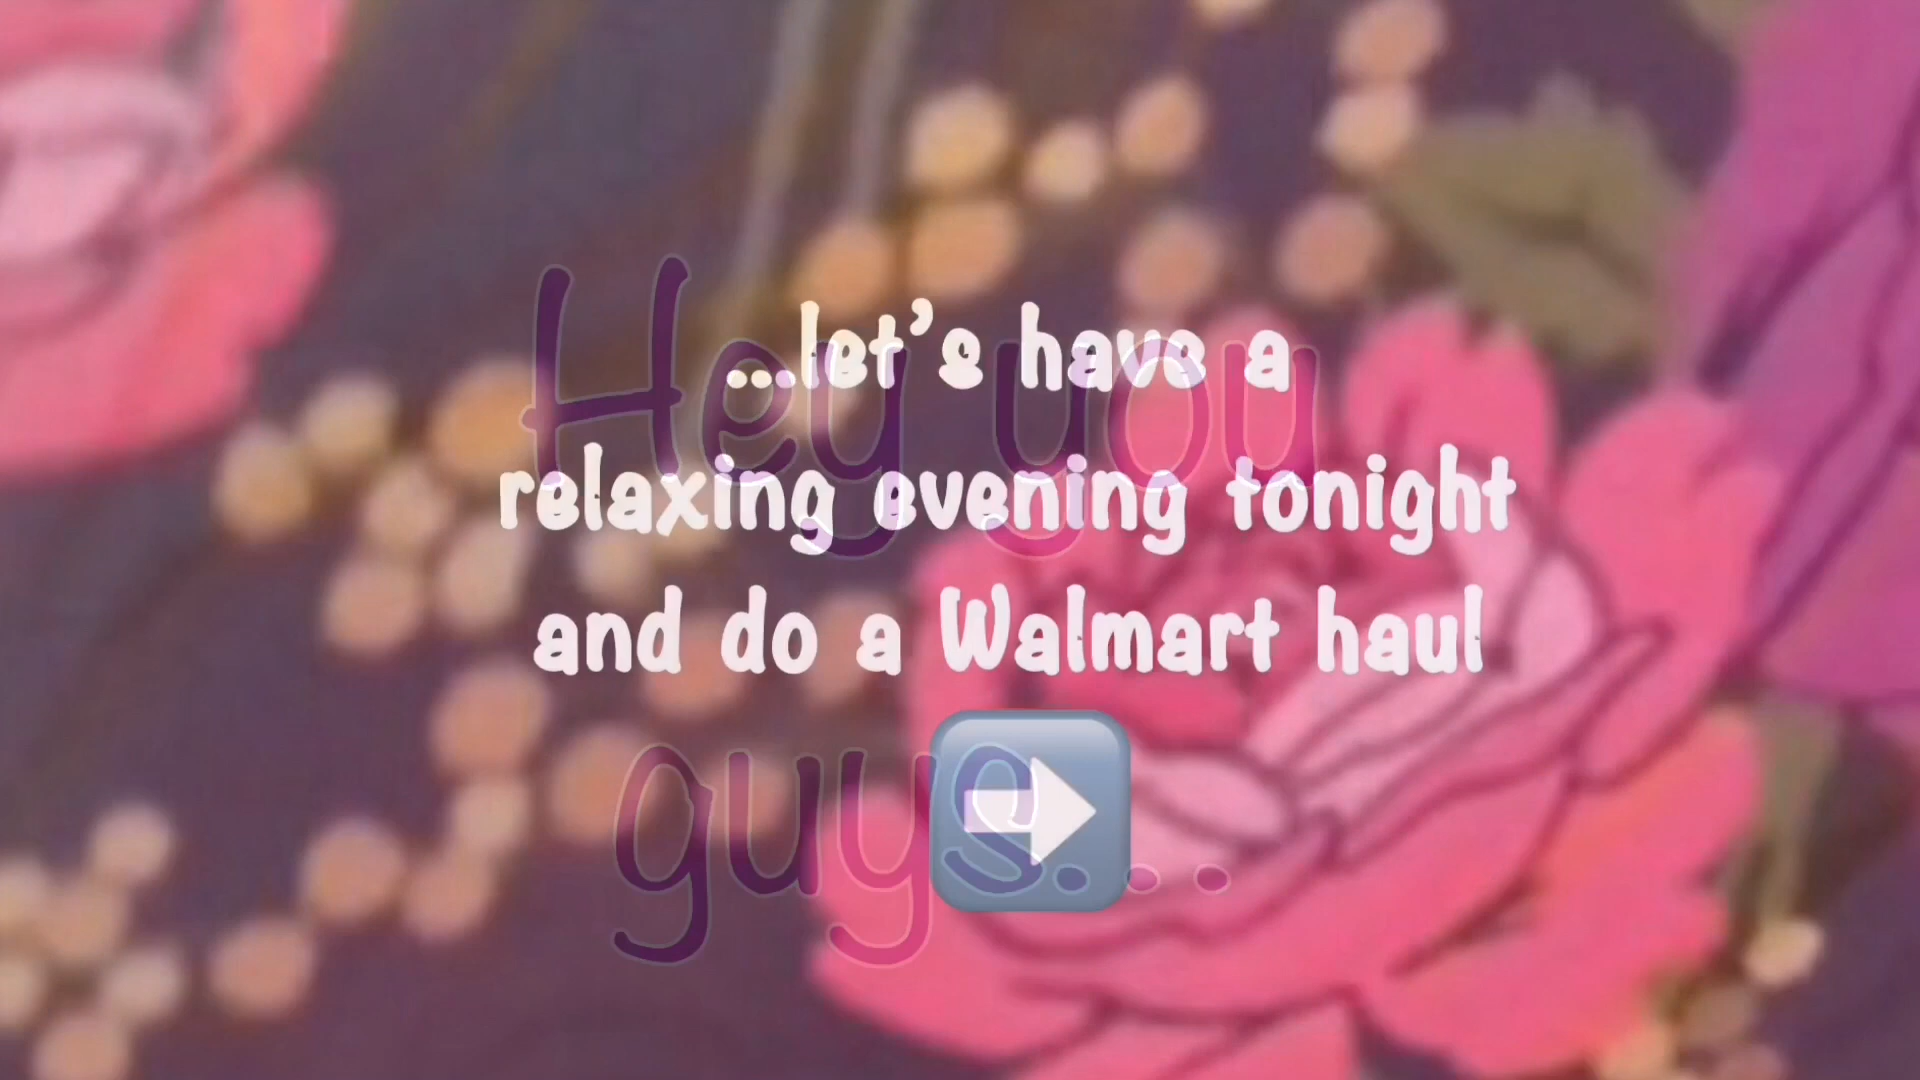 Hey you
guys...
...let's have a
relaxing evening tonight
and do a Walmart haul